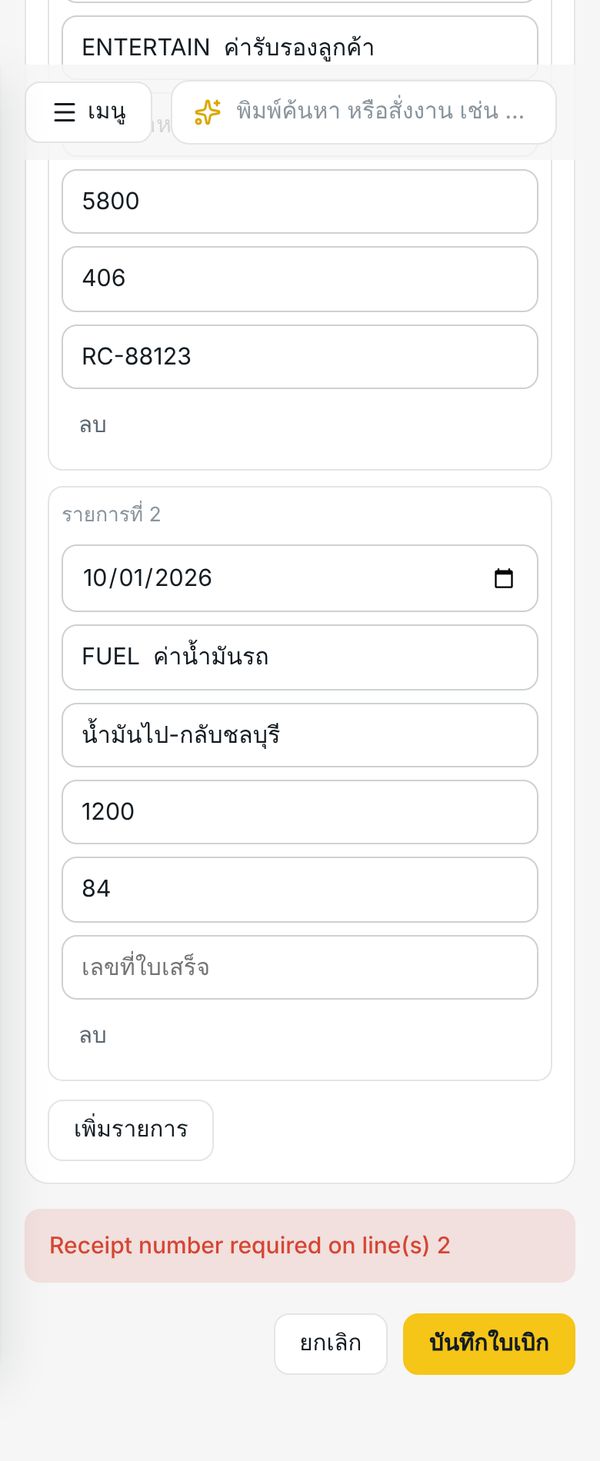 ENTERTAIN ค่ารับรองลูกค้า
เมนู
พิมพ์ค้นหา หรือสั่งงาน เช่น ...
5800
406
RC-88123
ลบ
รายการที่ 2
10/01/2026
FUEL ค่าน้ำมันรถ
น้ำมันไป-กลับชลบุรี
1200
84
เลขที่ใบเสร็จ
ลบ
เพิ่มรายการ
Receipt number required on line(s) 2
ยกเลิก
บันทึกใบเบิก